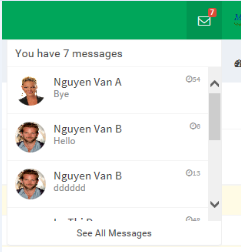 7
You have 7 messages
Nguyen Van A 54
Bye
Nguyen Van B 6
Hello
Nguyen Van B 13
dddddd
See All Messages